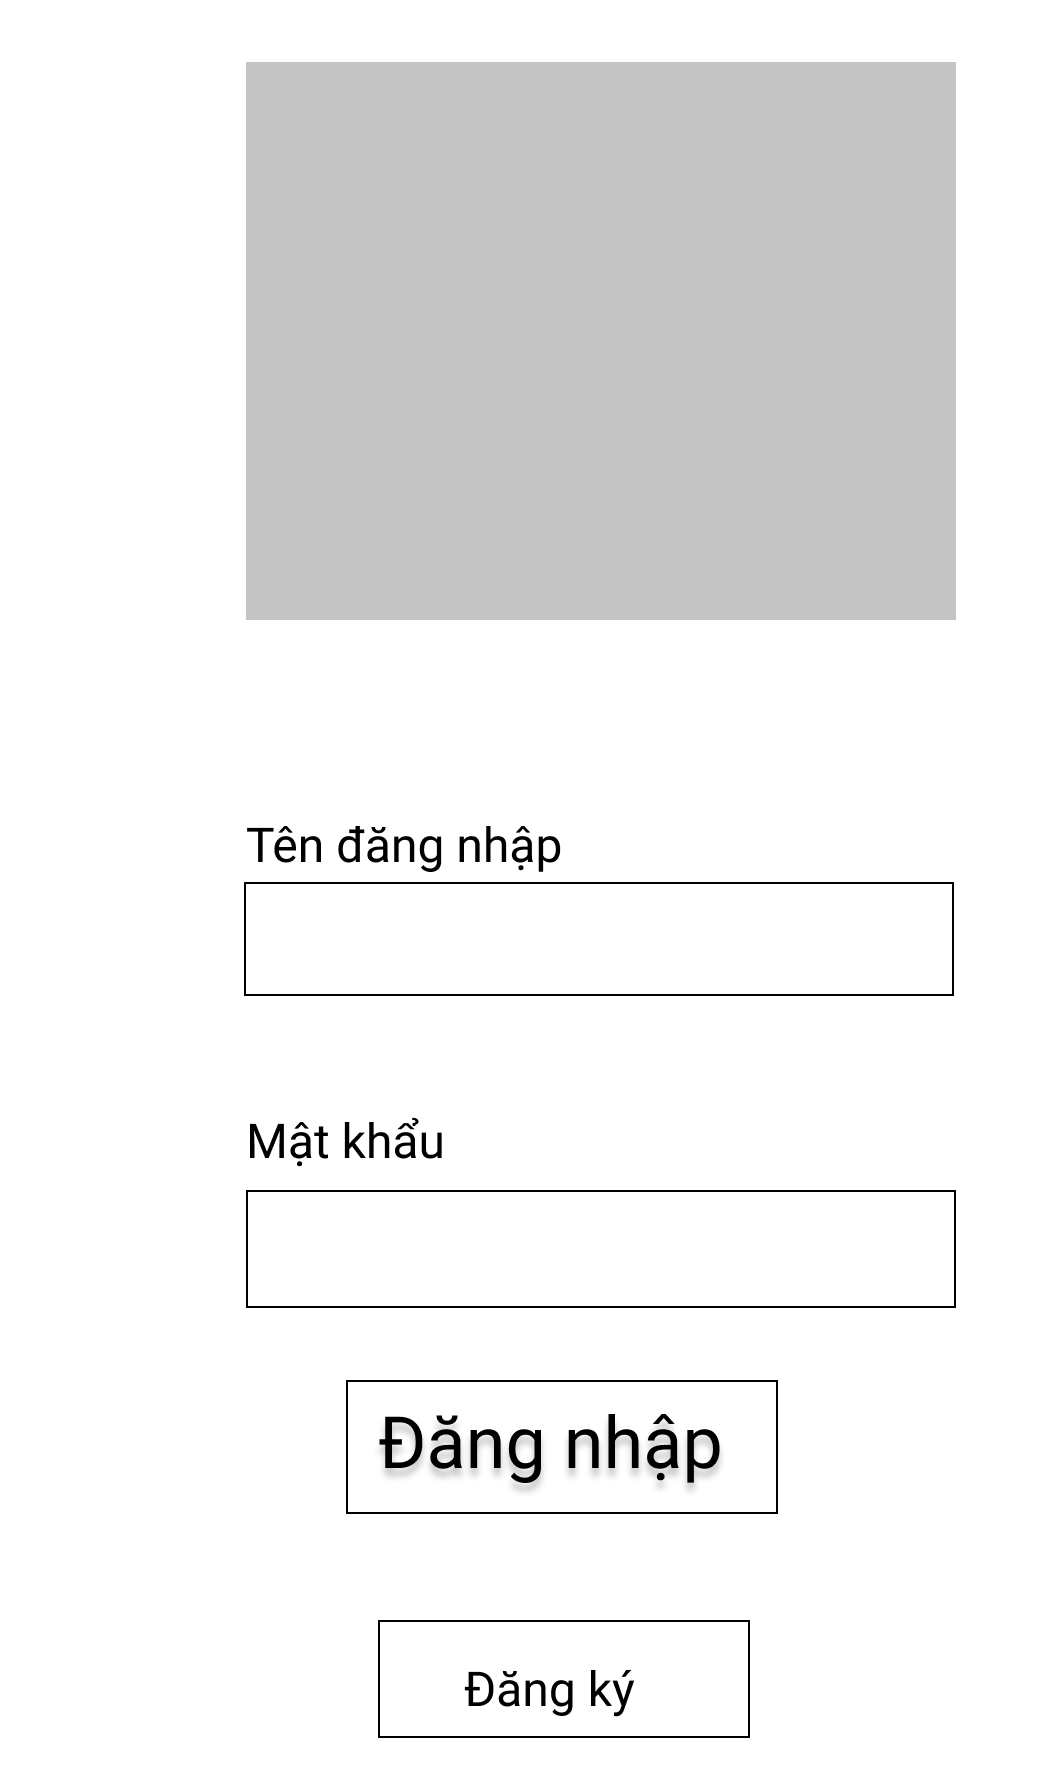 Tên đăng nhập
Mật khẩu
Đăng nhập
Đăng ký